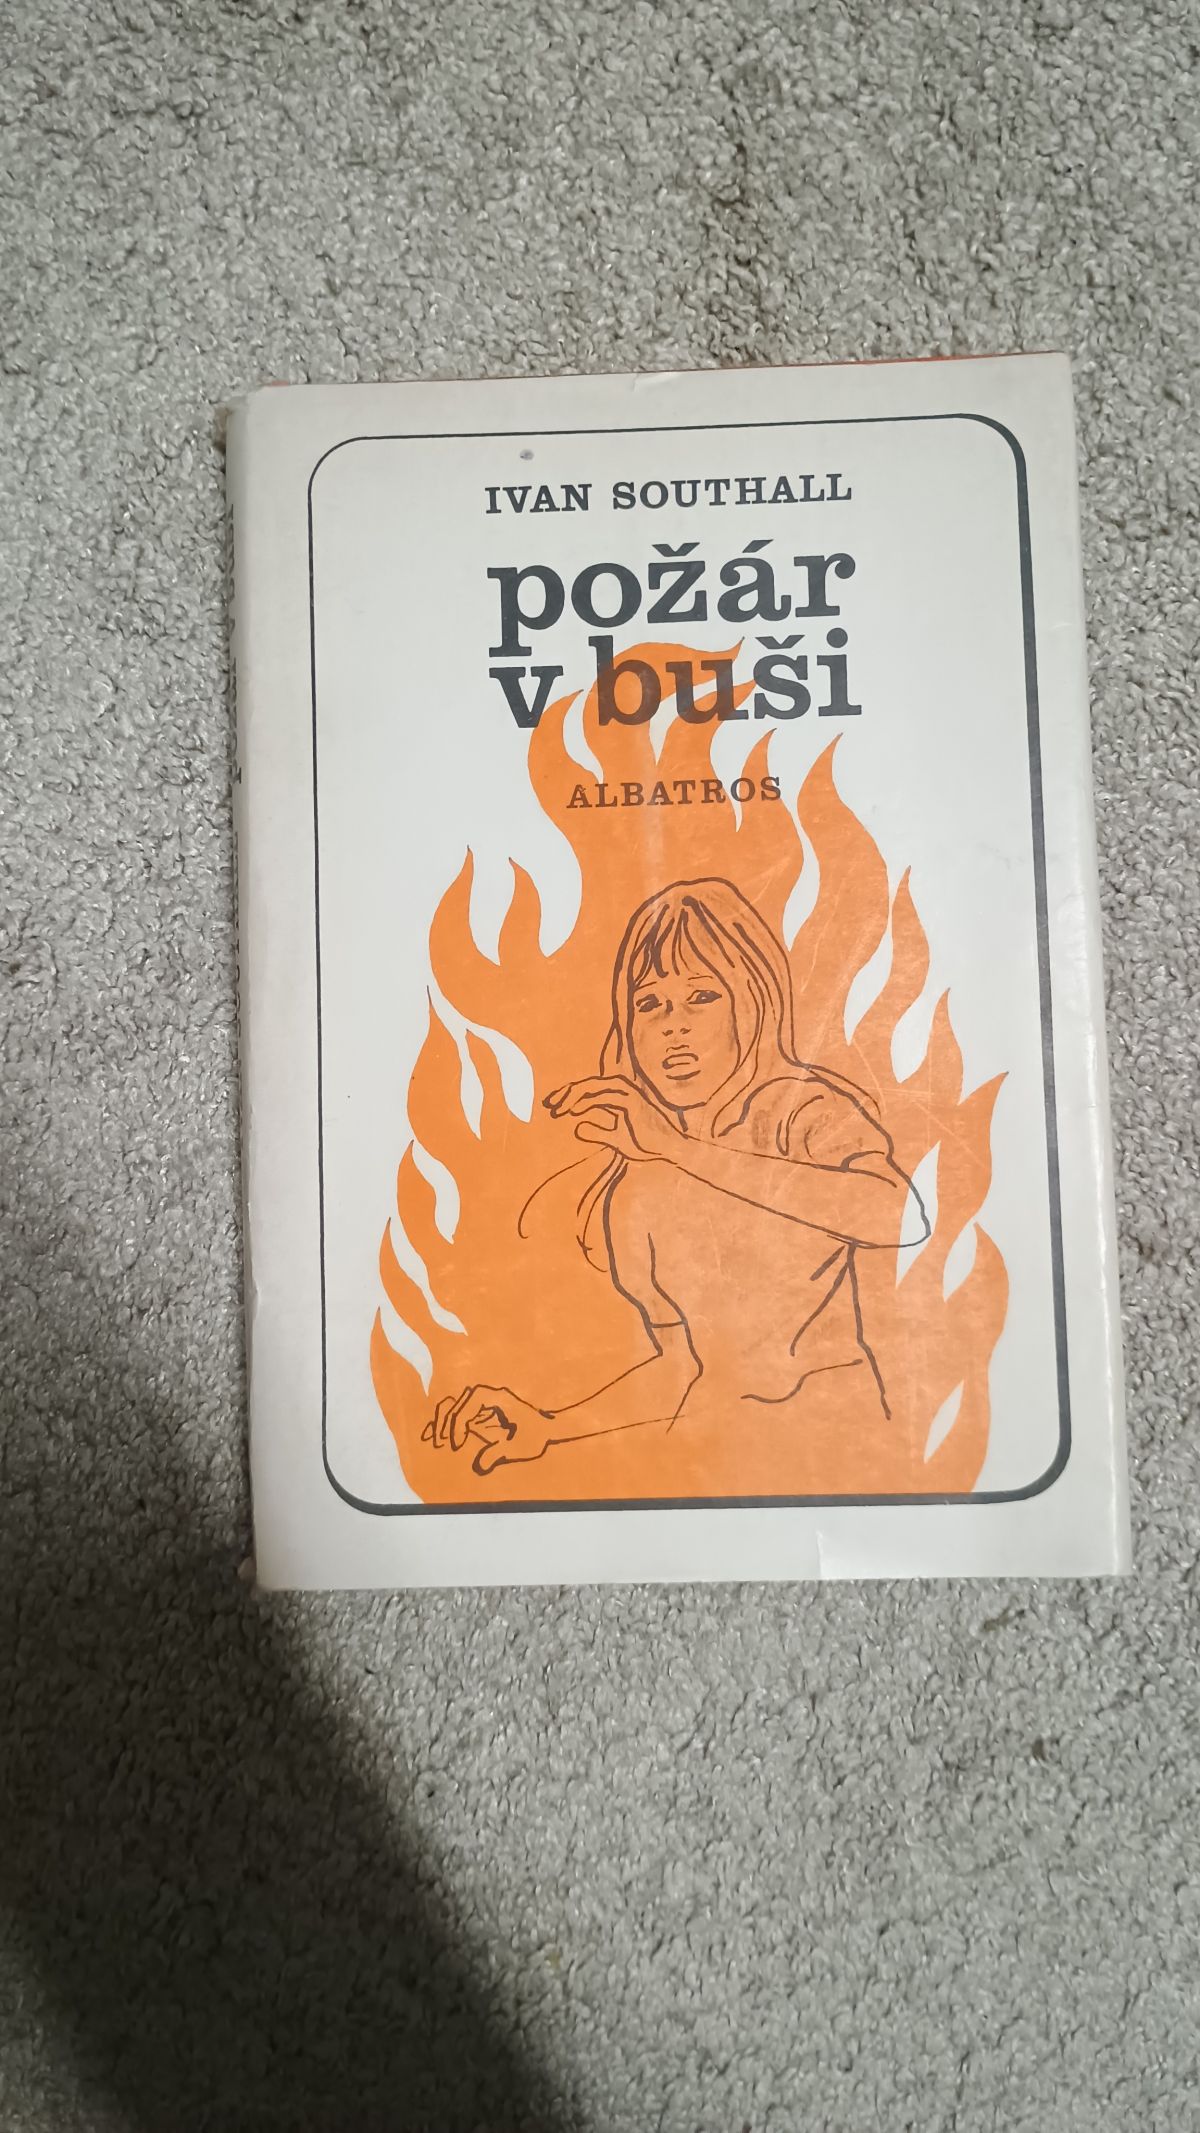 IVAN SOUTHALL
požár
v buši
ALBATROS